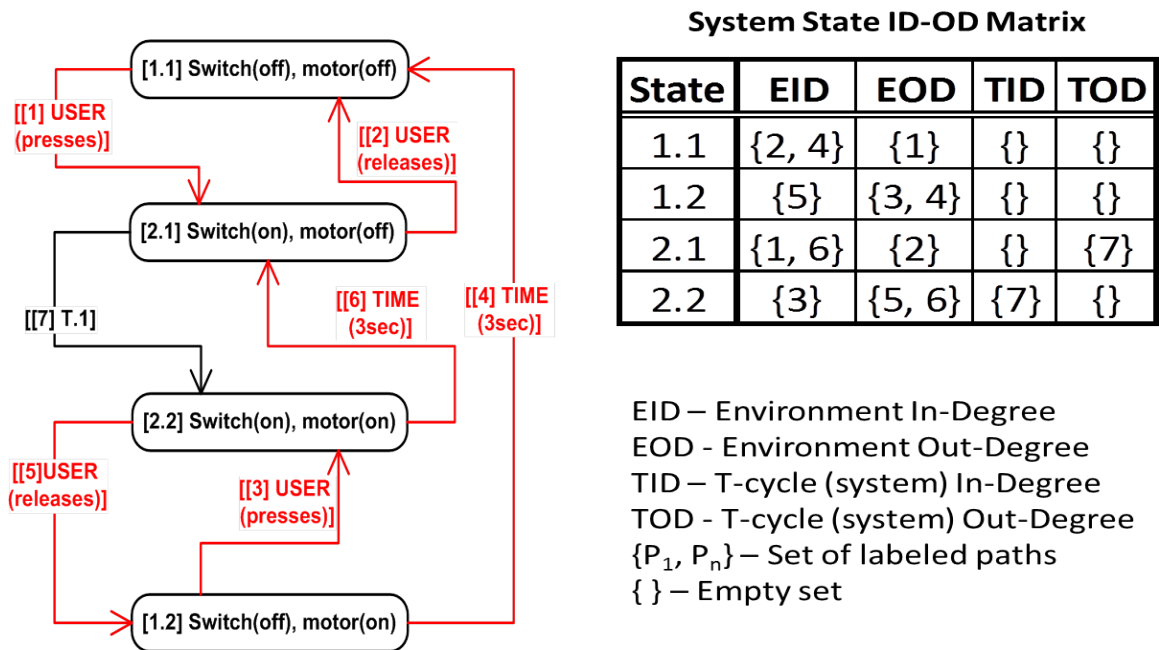 [1.1] Switch(off), motor(off)
[[1] USER
(presses)]
[[2] USER
(releases)]
[2.1] Switch(on), motor(off)
[[6] TIME
(3sec)]
[[4] TIME
(3sec)]
[[7] T.1]
[2.2] Switch(on), motor(on)
[[5]USER
(releases)]
[[3] USER
(presses)]
[1.2] Switch(off), motor(on)
System State ID-OD Matrix
State EID EOD TID TOD
1.1 {2, 4} {1} {} {}
1.2 {5} {3, 4} {} {}
2.1 {1, 6} {2} {} {7}
2.2 {3} {5, 6} {7} {}
EID – Environment In-Degree
EOD - Environment Out-Degree
TID – T-cycle (system) In-Degree
TOD - T-cycle (system) Out-Degree
{P₁, Pₙ} – Set of labeled paths
{ } – Empty set